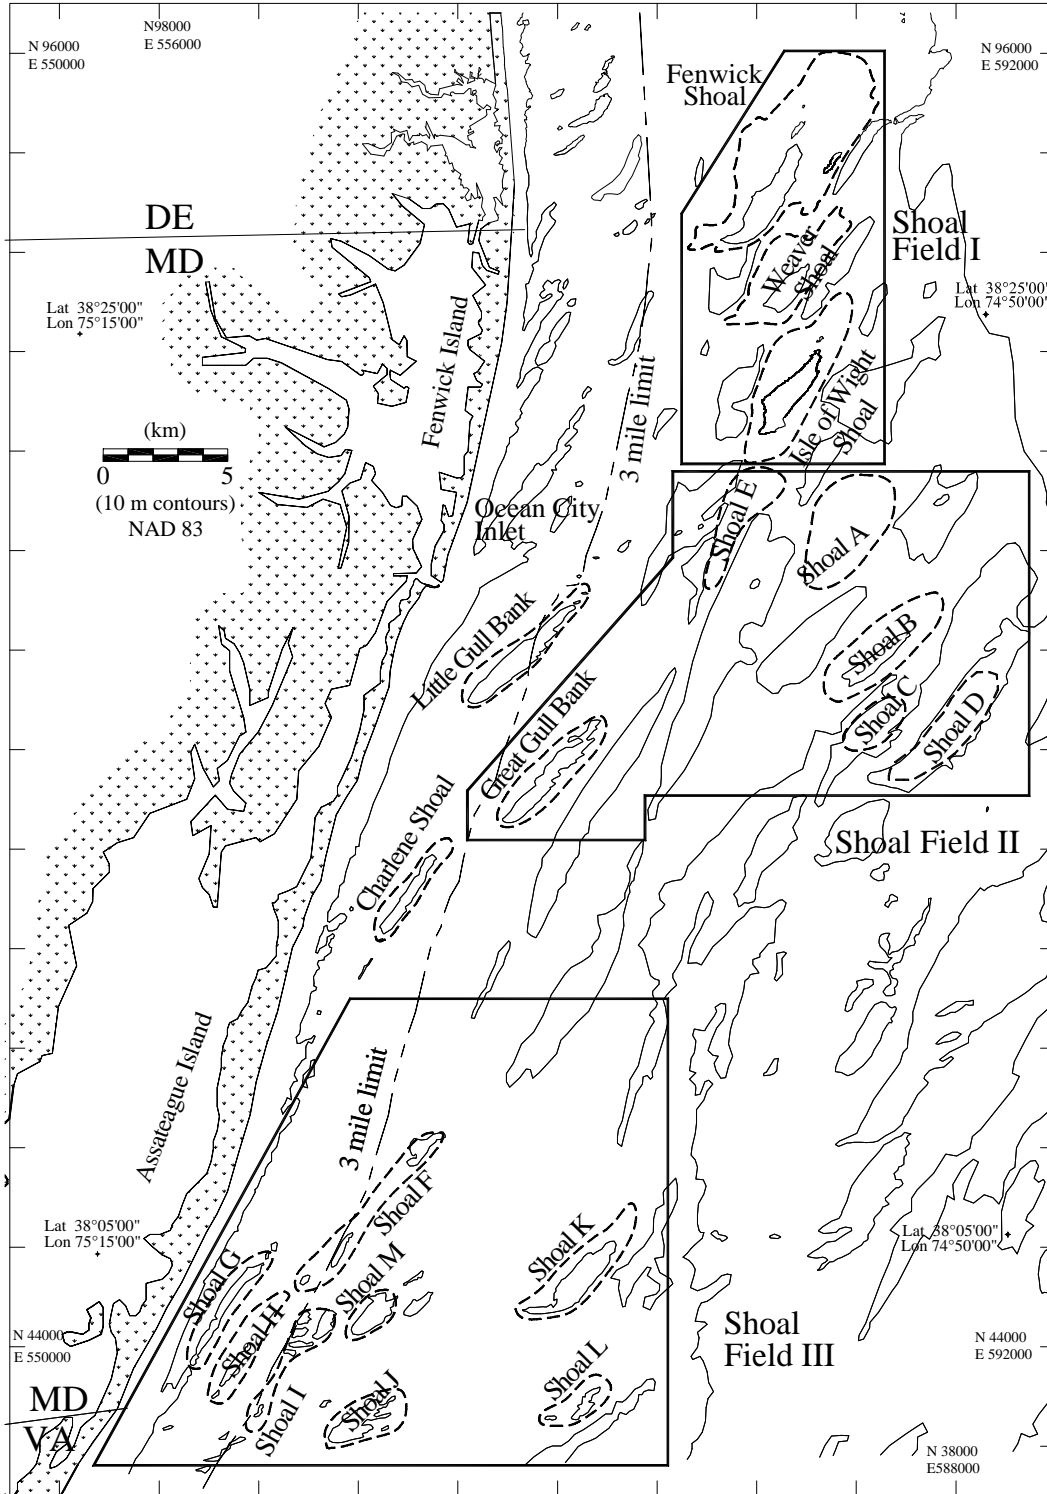 N98000
E 556000
N 96000
E 550000
N 96000
E 592000
Fenwick
Shoal
DE
MD
Shoal
Field I
Weaver
Shoal
Lat 38°25'00"
Lon 75°15'00"
Lat 38°25'00"
Lon 74°50'00"
Fenwick Island
3 mile limit
Isle of Wight
Shoal
(km)
0 5
(10 m contours)
NAD 83
Ocean City
Inlet
Shoal E
Shoal A
Little Gull Bank
Shoal B
Great Gull Bank
Shoal C
Shoal D
Charlene Shoal
Shoal Field II
Assateague Island
3 mile limit
Shoal F
Lat 38°05'00"
Lon 75°15'00"
Lat 38°05'00"
Lon 74°50'00"
Shoal K
Shoal G
Shoal M
Shoal H
N 44000
E 550000
Shoal
Field III
N 44000
E 592000
Shoal L
MD
VA
Shoal I
Shoal J
N 38000
E588000